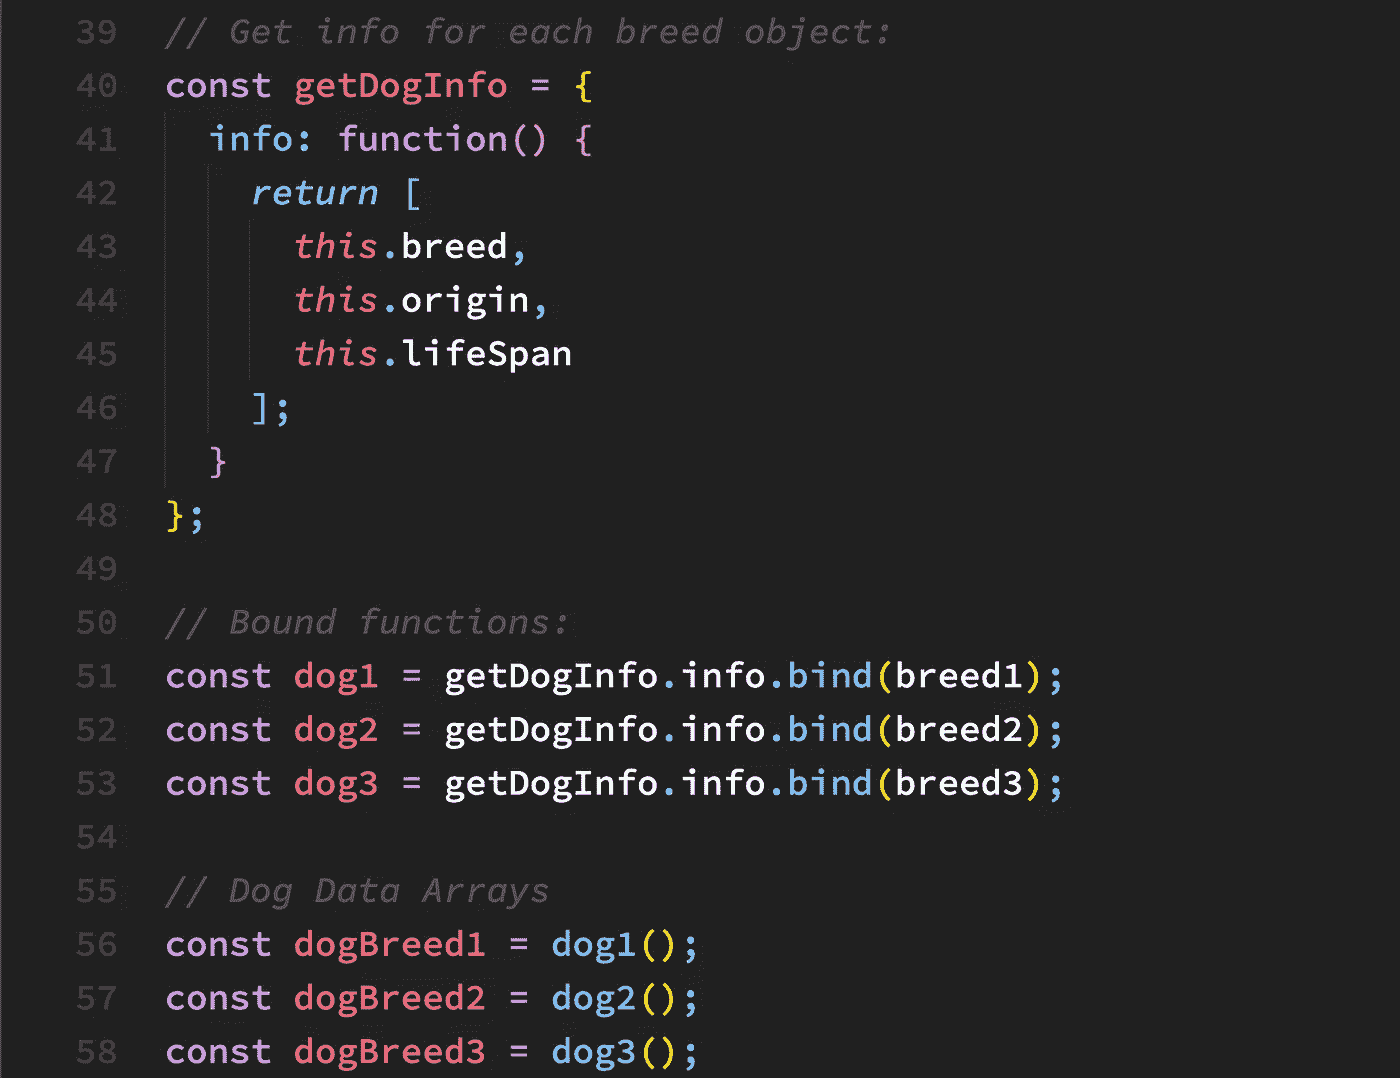 39 // Get info for each breed object:
40 const getDogInfo = {
41 info: function() {
42 return [
43 this.breed,
44 this.origin,
45 this.lifeSpan
46 ];
47 }
48 };
49
50 // Bound functions:
51 const dog1 = getDogInfo.info.bind(breed1);
52 const dog2 = getDogInfo.info.bind(breed2);
53 const dog3 = getDogInfo.info.bind(breed3);
54
55 // Dog Data Arrays
56 const dogBreed1 = dog1();
57 const dogBreed2 = dog2();
58 const dogBreed3 = dog3();